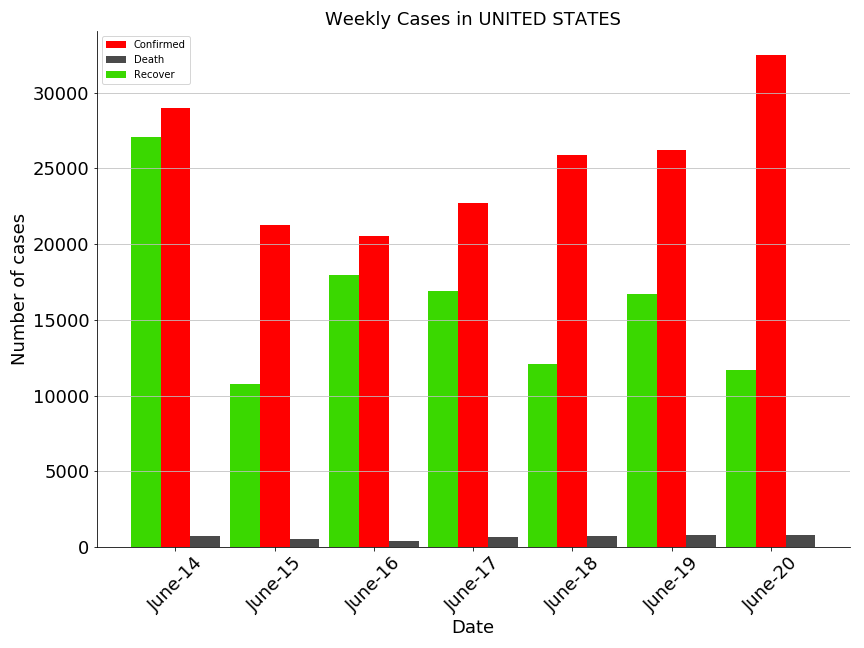 Weekly Cases in UNITED STATES
Confirmed
Death
Recover
Number of cases
30000
25000
20000
15000
10000
5000
0
June-14
June-15
June-16
June-17
June-18
June-19
June-20
Date